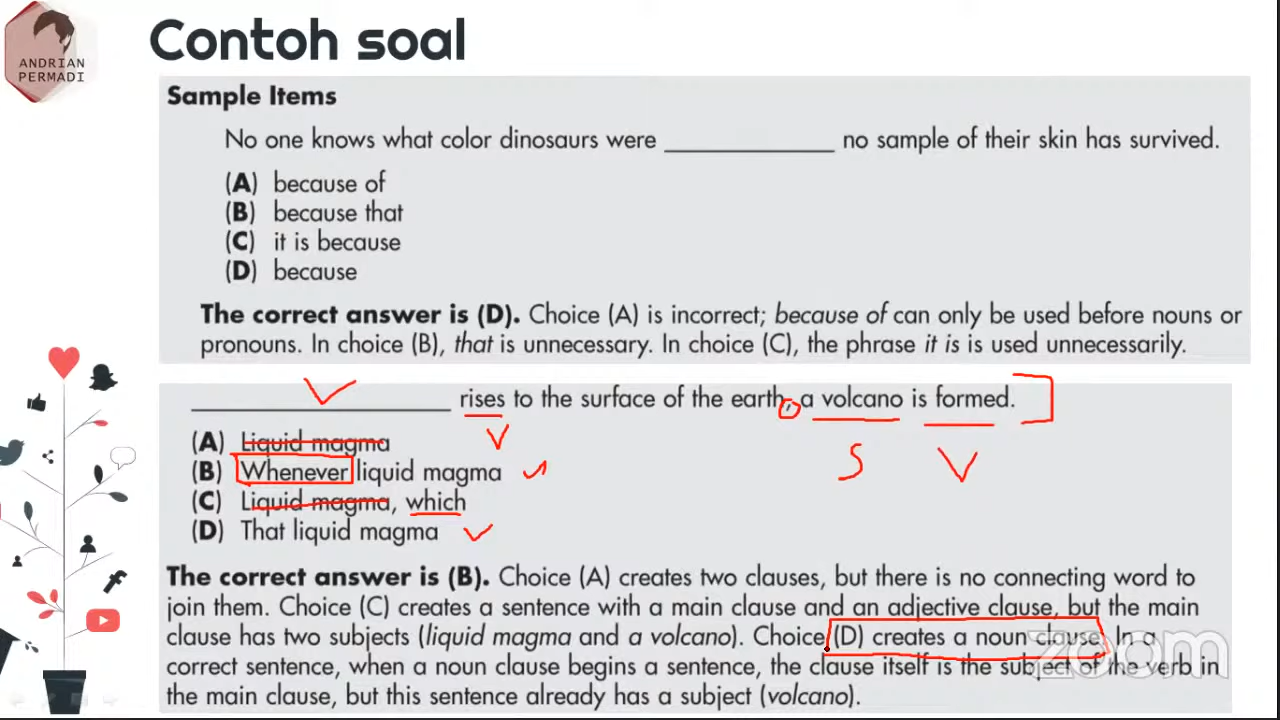 ANDRIAN
PERMADI
Contoh soal
Sample Items
No one knows what color dinosaurs were ____________ no sample of their skin has survived.
(A) because of
(B) because that
(C) it is because
(D) because
The correct answer is (D). Choice (A) is incorrect; because of can only be used before nouns or
pronouns. In choice (B), that is unnecessary. In choice (C), the phrase it is is used unnecessarily.
__________________ rises to the surface of the earth, a volcano is formed.
V S V
(A) Liquid magma
(B) Whenever liquid magma
(C) Liquid magma, which
(D) That liquid magma
The correct answer is (B). Choice (A) creates two clauses, but there is no connecting word to
join them. Choice (C) creates a sentence with a main clause and an adjective clause, but the main
clause has two subjects (liquid magma and a volcano). Choice (D) creates a noun clause. In a
correct sentence, when a noun clause begins a sentence, the clause itself is the subject of the verb in
the main clause, but this sentence already has a subject (volcano).
zoom